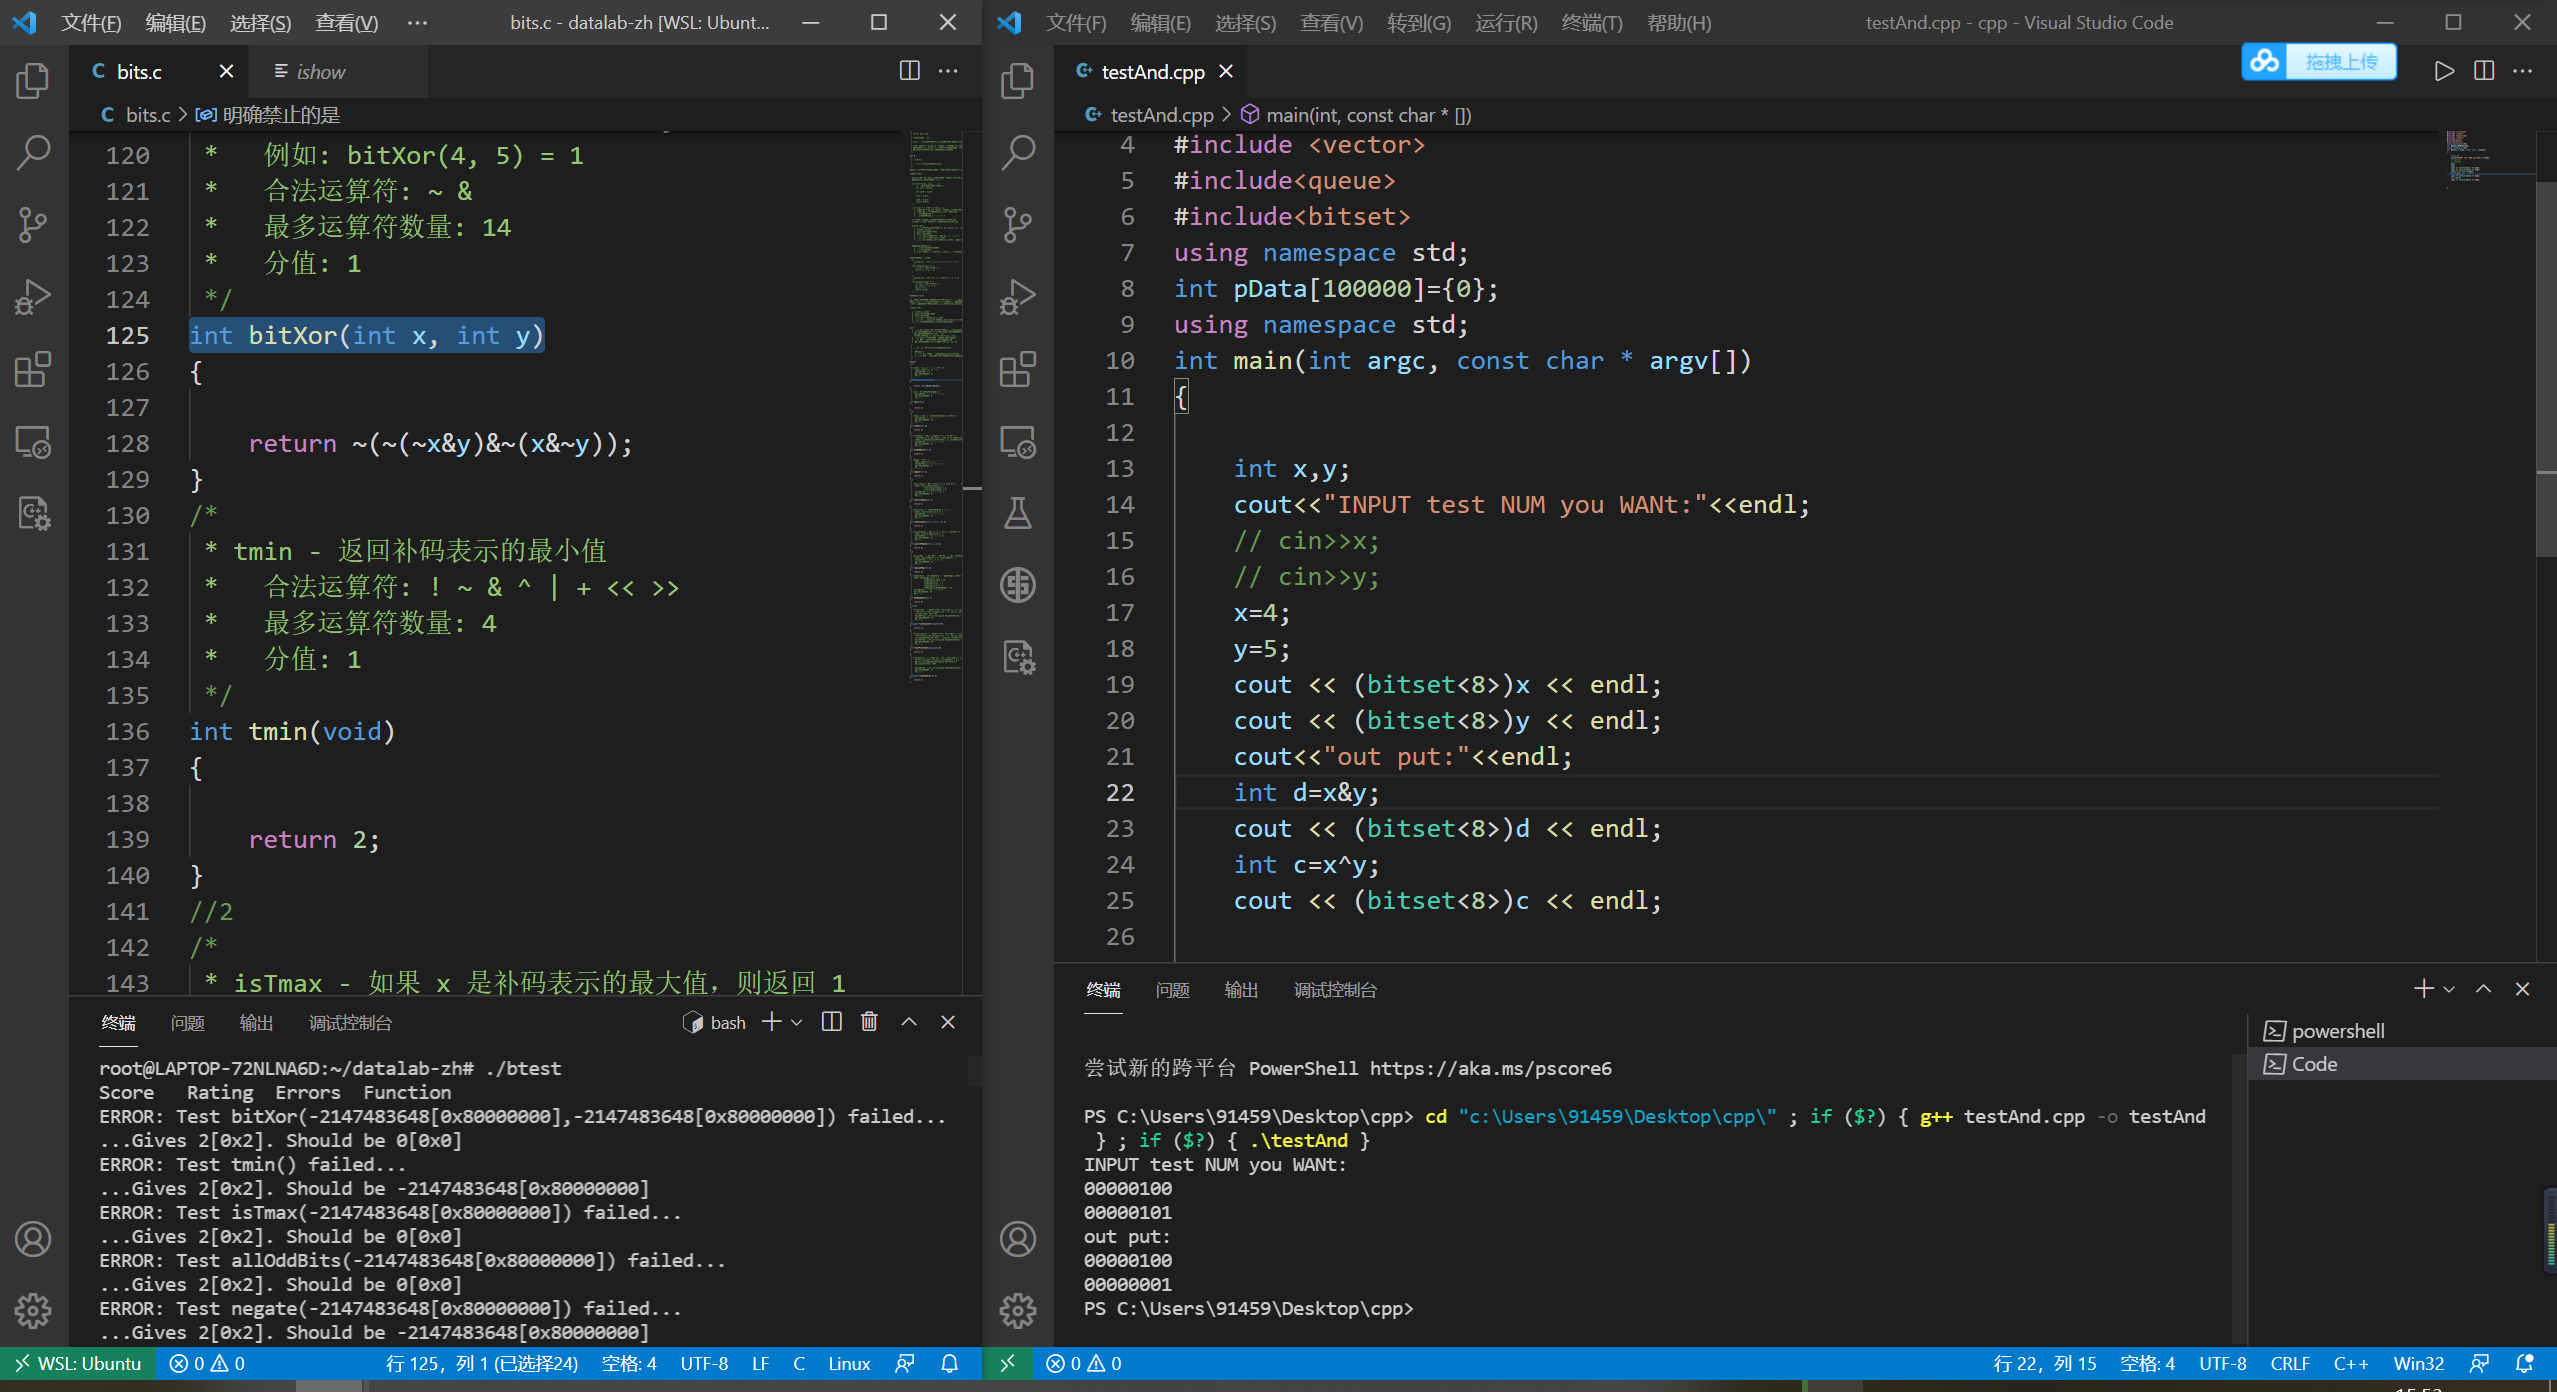 文件(F) 编辑(E) 选择(S) 查看(V) ··· bits.c - datalab-zh [WSL: Ubunt...
bits.c ishow
bits.c > 明确禁止的是
120 * 例如: bitXor(4, 5) = 1
121 * 合法运算符: ~ &
122 * 最多运算符数量: 14
123 * 分值: 1
124 */
125 int bitXor(int x, int y)
126 {
127
128 return ~(~(~x&y)&~(x&~y));
129 }
130 /*
131 * tmin - 返回补码表示的最小值
132 * 合法运算符: ! ~ & ^ | + << >>
133 * 最多运算符数量: 4
134 * 分值: 1
135 */
136 int tmin(void)
137 {
138
139 return 2;
140 }
141 //2
142 /*
143 * isTmax - 如果 x 是补码表示的最大值，则返回 1
终端 问题 输出 调试控制台 bash
root@LAPTOP-72NLNA6D:~/datalab-zh# ./btest
Score Rating Errors Function
ERROR: Test bitXor(-2147483648[0x80000000],-2147483648[0x80000000]) failed...
...Gives 2[0x2]. Should be 0[0x0]
ERROR: Test tmin() failed...
...Gives 2[0x2]. Should be -2147483648[0x80000000]
ERROR: Test isTmax(-2147483648[0x80000000]) failed...
...Gives 2[0x2]. Should be 0[0x0]
ERROR: Test allOddBits(-2147483648[0x80000000]) failed...
...Gives 2[0x2]. Should be 0[0x0]
ERROR: Test negate(-2147483648[0x80000000]) failed...
...Gives 2[0x2]. Should be -2147483648[0x80000000]
WSL: Ubuntu 0 0 行 125，列 1 (已选择24) 空格: 4 UTF-8 LF C Linux
文件(F) 编辑(E) 选择(S) 查看(V) 转到(G) 运行(R) 终端(T) 帮助(H) testAnd.cpp - cpp - Visual Studio Code
testAnd.cpp 拖拽上传
testAnd.cpp > main(int, const char * [])
4 #include <vector>
5 #include<queue>
6 #include<bitset>
7 using namespace std;
8 int pData[100000]={0};
9 using namespace std;
10 int main(int argc, const char * argv[])
11 {
12
13 int x,y;
14 cout<<"INPUT test NUM you WANt:"<<endl;
15 // cin>>x;
16 // cin>>y;
17 x=4;
18 y=5;
19 cout << (bitset<8>)x << endl;
20 cout << (bitset<8>)y << endl;
21 cout<<"out put:"<<endl;
22 int d=x&y;
23 cout << (bitset<8>)d << endl;
24 int c=x^y;
25 cout << (bitset<8>)c << endl;
26
终端 问题 输出 调试控制台
powershell
Code
尝试新的跨平台 PowerShell https://aka.ms/pscore6
PS C:\Users\91459\Desktop\cpp> cd "c:\Users\91459\Desktop\cpp\" ; if ($?) { g++ testAnd.cpp -o testAnd
} ; if ($?) { .\testAnd }
INPUT test NUM you WANt:
00000100
00000101
out put:
00000100
00000001
PS C:\Users\91459\Desktop\cpp>
0 0 行 22，列 15 空格: 4 UTF-8 CRLF C++ Win32